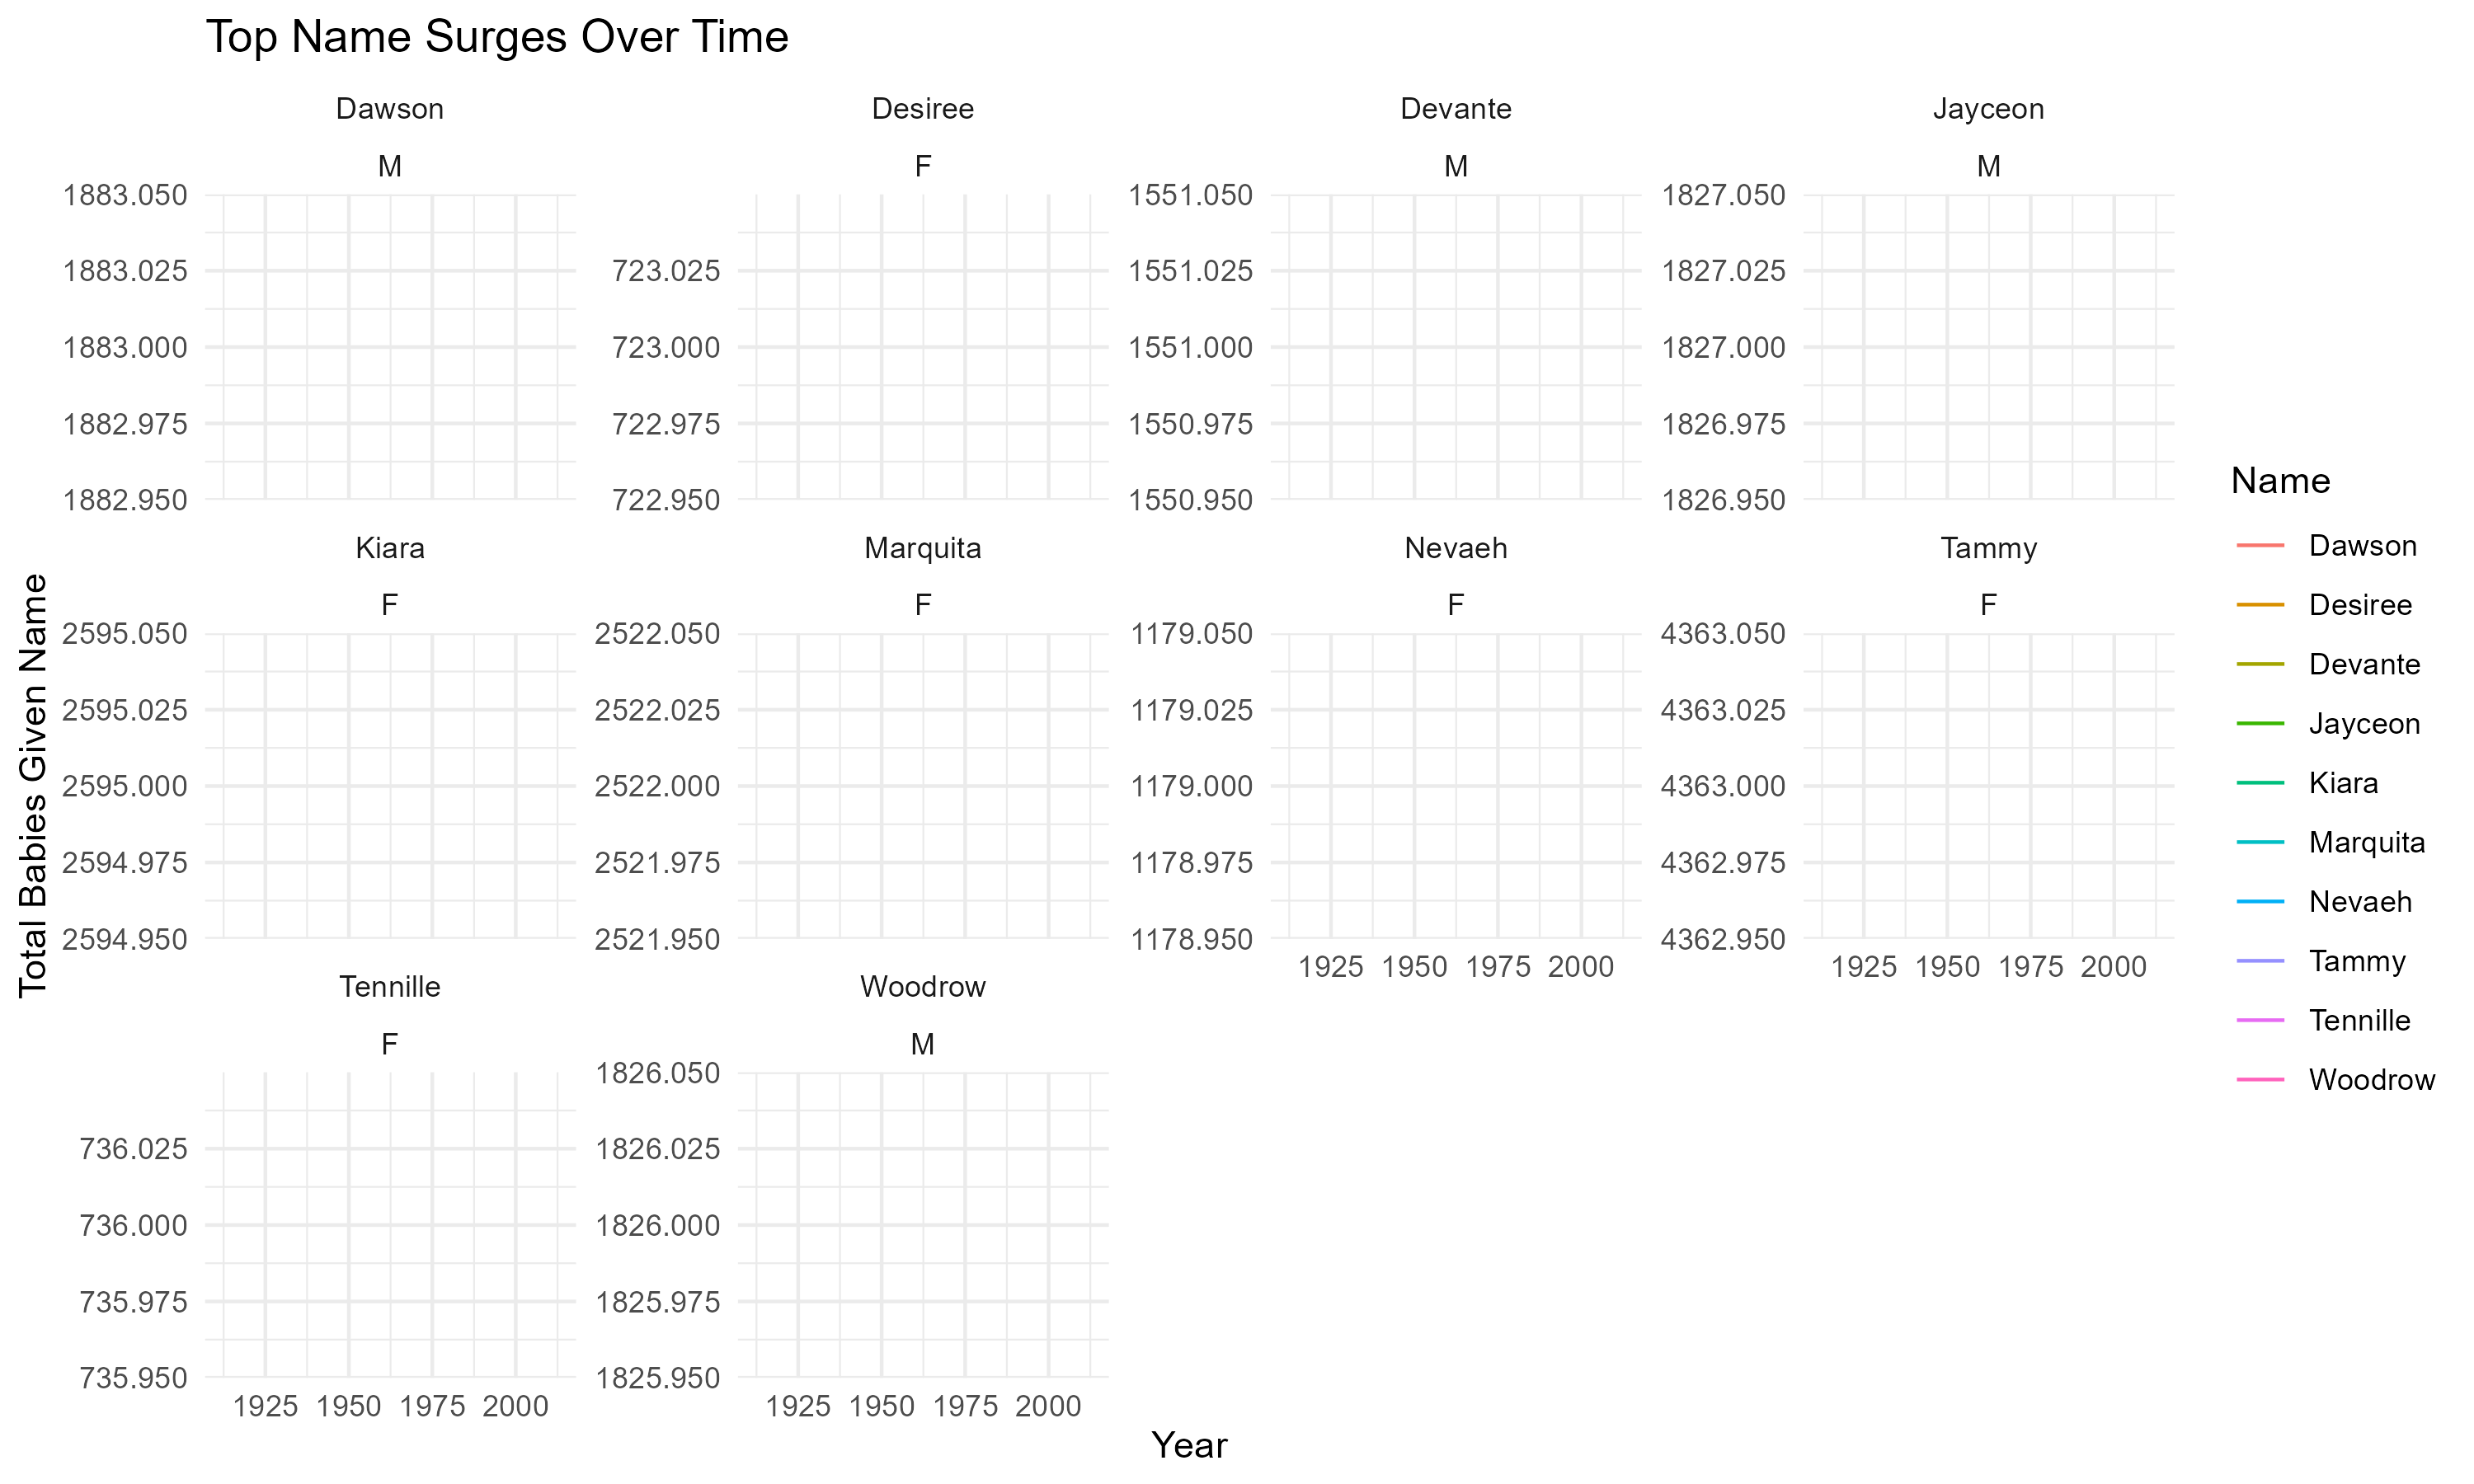 Top Name Surges Over Time
Dawson
M
1883.050
1883.025
1883.000
1882.975
1882.950
Desiree
F
723.025
723.000
722.975
722.950
Devante
M
1551.050
1551.025
1551.000
1550.975
1550.950
Jayceon
M
1827.050
1827.025
1827.000
1826.975
1826.950
Kiara
F
2595.050
2595.025
2595.000
2594.975
2594.950
Marquita
F
2522.050
2522.025
2522.000
2521.975
2521.950
Nevaeh
F
1179.050
1179.025
1179.000
1178.975
1178.950
1925 1950 1975 2000
Tammy
F
4363.050
4363.025
4363.000
4362.975
4362.950
1925 1950 1975 2000
Tennille
F
736.025
736.000
735.975
735.950
1925 1950 1975 2000
Woodrow
M
1826.050
1826.025
1826.000
1825.975
1825.950
1925 1950 1975 2000
Total Babies Given Name
Year
Name
Dawson
Desiree
Devante
Jayceon
Kiara
Marquita
Nevaeh
Tammy
Tennille
Woodrow